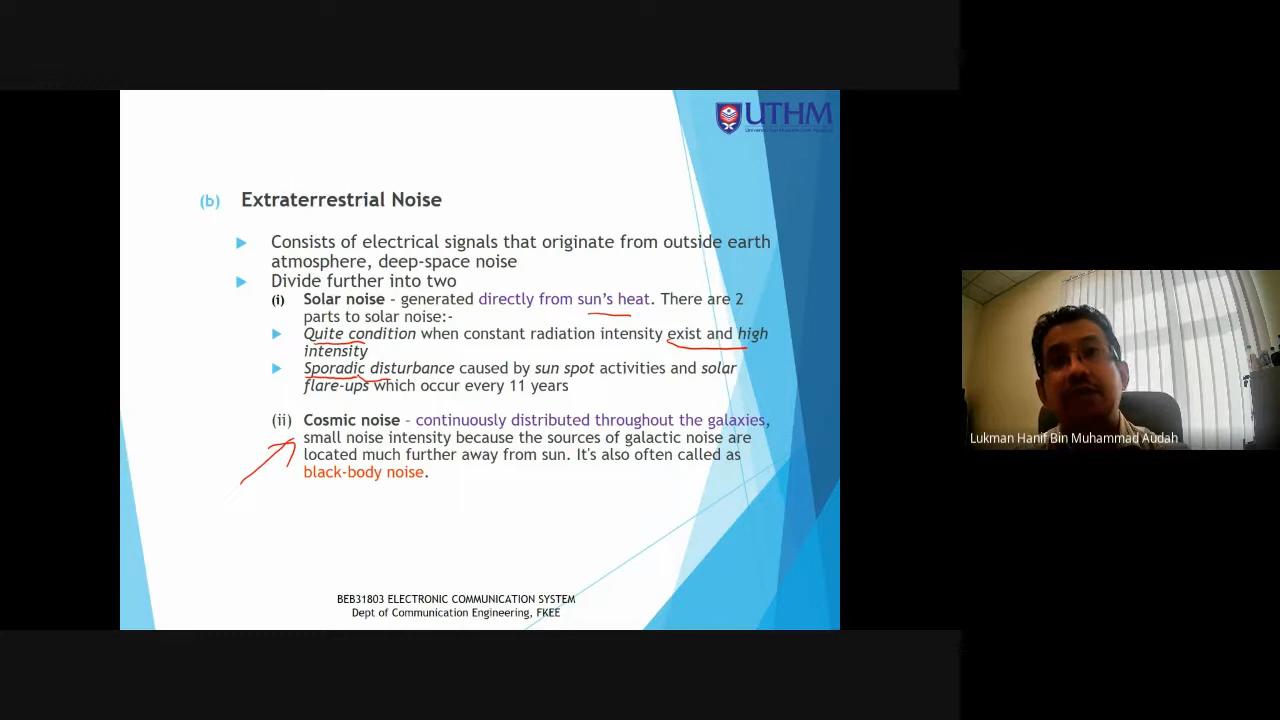 UTHM
(b) Extraterrestrial Noise
Consists of electrical signals that originate from outside earth
atmosphere, deep-space noise
Divide further into two
(i) Solar noise - generated directly from sun's heat. There are 2
parts to solar noise:-
Quite condition when constant radiation intensity exist and high
intensity
Sporadic disturbance caused by sun spot activities and solar
flare-ups which occur every 11 years
(ii) Cosmic noise - continuously distributed throughout the galaxies,
small noise intensity because the sources of galactic noise are
located much further away from sun. It's also often called as
black-body noise.
Lukman Hanif Bin Muhammad Audah
BEB31803 ELECTRONIC COMMUNICATION SYSTEM
Dept of Communication Engineering, FKEE